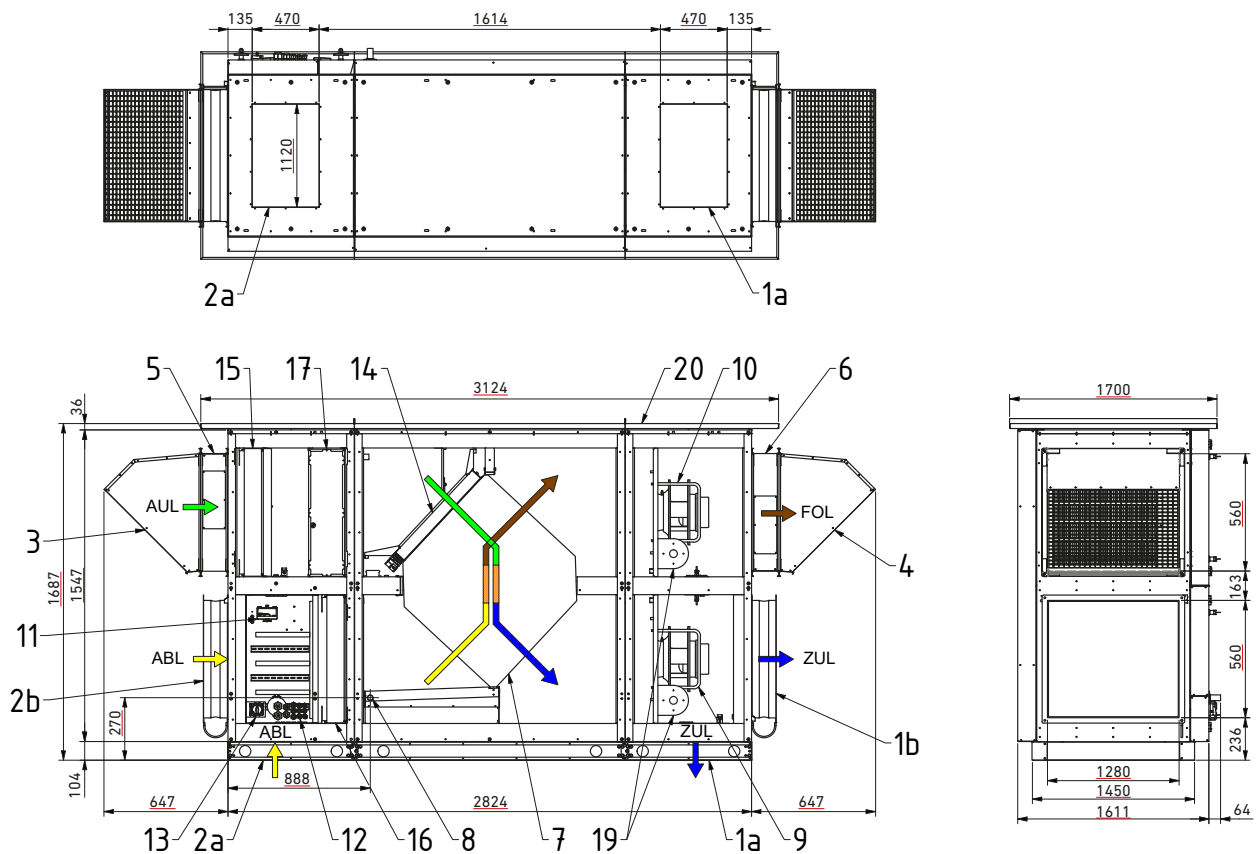 135 470 1614 470 135
1120
2a 1a
5 15 17 14 20 10 6
3124 1700
36
AUL FOL
3 4
1687 1547
560
163
11
ABL ZUL
560
2b
270
ABL ZUL
1b
236
104
888
1280
647 2824 647 1450
1611 64
13 2a 12 16 8 7 19 1a 9